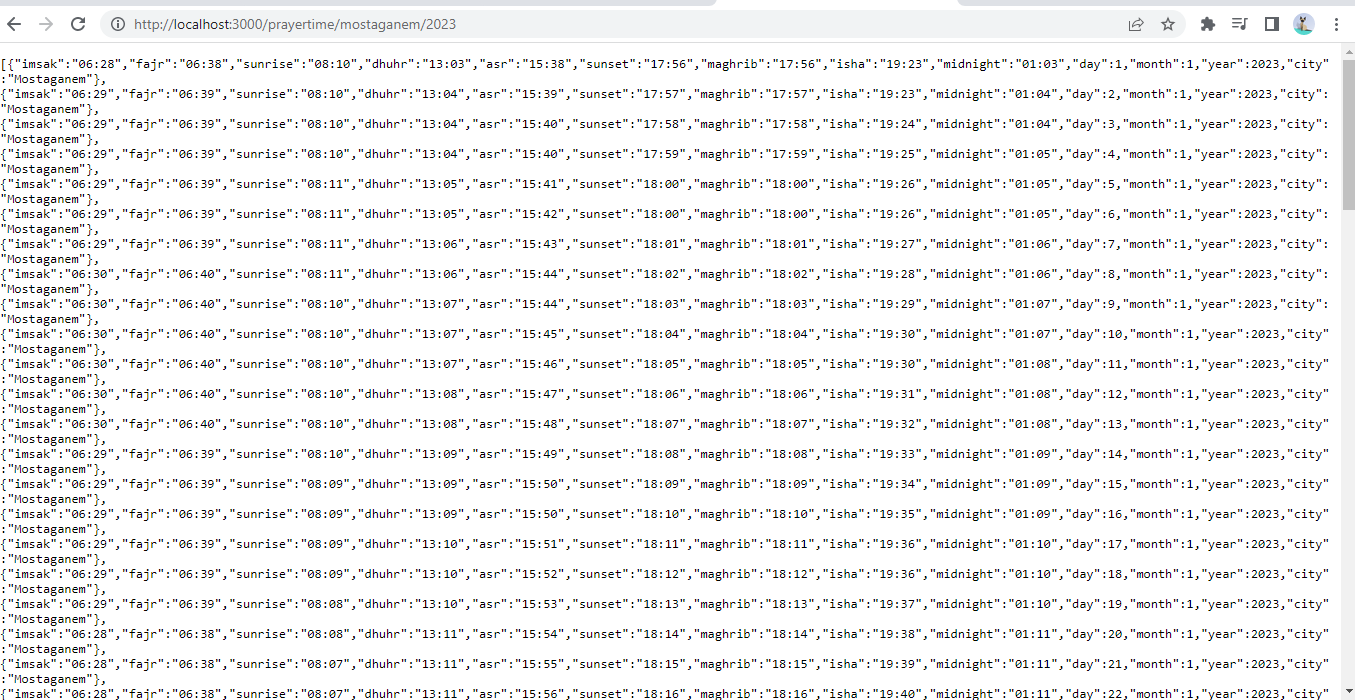 http://localhost:3000/prayertime/mostaganem/2023
[{"imsak":"06:28","fajr":"06:38","sunrise":"08:10","dhuhr":"13:03","asr":"15:38","sunset":"17:56","maghrib":"17:56","isha":"19:23","midnight":"01:03","day":1,"month":1,"year":2023,"city"
:"Mostaganem"},
{"imsak":"06:29","fajr":"06:39","sunrise":"08:10","dhuhr":"13:04","asr":"15:39","sunset":"17:57","maghrib":"17:57","isha":"19:23","midnight":"01:04","day":2,"month":1,"year":2023,"city":
"Mostaganem"},
{"imsak":"06:29","fajr":"06:39","sunrise":"08:10","dhuhr":"13:04","asr":"15:40","sunset":"17:58","maghrib":"17:58","isha":"19:24","midnight":"01:04","day":3,"month":1,"year":2023,"city":
"Mostaganem"},
{"imsak":"06:29","fajr":"06:39","sunrise":"08:10","dhuhr":"13:04","asr":"15:40","sunset":"17:59","maghrib":"17:59","isha":"19:25","midnight":"01:05","day":4,"month":1,"year":2023,"city":
"Mostaganem"},
{"imsak":"06:29","fajr":"06:39","sunrise":"08:11","dhuhr":"13:05","asr":"15:41","sunset":"18:00","maghrib":"18:00","isha":"19:26","midnight":"01:05","day":5,"month":1,"year":2023,"city":
"Mostaganem"},
{"imsak":"06:29","fajr":"06:39","sunrise":"08:11","dhuhr":"13:05","asr":"15:42","sunset":"18:00","maghrib":"18:00","isha":"19:26","midnight":"01:05","day":6,"month":1,"year":2023,"city":
"Mostaganem"},
{"imsak":"06:29","fajr":"06:39","sunrise":"08:11","dhuhr":"13:06","asr":"15:43","sunset":"18:01","maghrib":"18:01","isha":"19:27","midnight":"01:06","day":7,"month":1,"year":2023,"city":
"Mostaganem"},
{"imsak":"06:30","fajr":"06:40","sunrise":"08:11","dhuhr":"13:06","asr":"15:44","sunset":"18:02","maghrib":"18:02","isha":"19:28","midnight":"01:06","day":8,"month":1,"year":2023,"city":
"Mostaganem"},
{"imsak":"06:30","fajr":"06:40","sunrise":"08:10","dhuhr":"13:07","asr":"15:44","sunset":"18:03","maghrib":"18:03","isha":"19:29","midnight":"01:07","day":9,"month":1,"year":2023,"city":
"Mostaganem"},
{"imsak":"06:30","fajr":"06:40","sunrise":"08:10","dhuhr":"13:07","asr":"15:45","sunset":"18:04","maghrib":"18:04","isha":"19:30","midnight":"01:07","day":10,"month":1,"year":2023,"city"
:"Mostaganem"},
{"imsak":"06:30","fajr":"06:40","sunrise":"08:10","dhuhr":"13:07","asr":"15:46","sunset":"18:05","maghrib":"18:05","isha":"19:30","midnight":"01:08","day":11,"month":1,"year":2023,"city"
:"Mostaganem"},
{"imsak":"06:30","fajr":"06:40","sunrise":"08:10","dhuhr":"13:08","asr":"15:47","sunset":"18:06","maghrib":"18:06","isha":"19:31","midnight":"01:08","day":12,"month":1,"year":2023,"city"
:"Mostaganem"},
{"imsak":"06:30","fajr":"06:40","sunrise":"08:10","dhuhr":"13:08","asr":"15:48","sunset":"18:07","maghrib":"18:07","isha":"19:32","midnight":"01:08","day":13,"month":1,"year":2023,"city"
:"Mostaganem"},
{"imsak":"06:29","fajr":"06:39","sunrise":"08:10","dhuhr":"13:09","asr":"15:49","sunset":"18:08","maghrib":"18:08","isha":"19:33","midnight":"01:09","day":14,"month":1,"year":2023,"city"
:"Mostaganem"},
{"imsak":"06:29","fajr":"06:39","sunrise":"08:09","dhuhr":"13:09","asr":"15:50","sunset":"18:09","maghrib":"18:09","isha":"19:34","midnight":"01:09","day":15,"month":1,"year":2023,"city"
:"Mostaganem"},
{"imsak":"06:29","fajr":"06:39","sunrise":"08:09","dhuhr":"13:09","asr":"15:50","sunset":"18:10","maghrib":"18:10","isha":"19:35","midnight":"01:09","day":16,"month":1,"year":2023,"city"
:"Mostaganem"},
{"imsak":"06:29","fajr":"06:39","sunrise":"08:09","dhuhr":"13:10","asr":"15:51","sunset":"18:11","maghrib":"18:11","isha":"19:36","midnight":"01:10","day":17,"month":1,"year":2023,"city"
:"Mostaganem"},
{"imsak":"06:29","fajr":"06:39","sunrise":"08:09","dhuhr":"13:10","asr":"15:52","sunset":"18:12","maghrib":"18:12","isha":"19:36","midnight":"01:10","day":18,"month":1,"year":2023,"city"
:"Mostaganem"},
{"imsak":"06:29","fajr":"06:39","sunrise":"08:08","dhuhr":"13:10","asr":"15:53","sunset":"18:13","maghrib":"18:13","isha":"19:37","midnight":"01:10","day":19,"month":1,"year":2023,"city"
:"Mostaganem"},
{"imsak":"06:28","fajr":"06:38","sunrise":"08:08","dhuhr":"13:11","asr":"15:54","sunset":"18:14","maghrib":"18:14","isha":"19:38","midnight":"01:11","day":20,"month":1,"year":2023,"city"
:"Mostaganem"},
{"imsak":"06:28","fajr":"06:38","sunrise":"08:07","dhuhr":"13:11","asr":"15:55","sunset":"18:15","maghrib":"18:15","isha":"19:39","midnight":"01:11","day":21,"month":1,"year":2023,"city"
:"Mostaganem"},
{"imsak":"06:28","fajr":"06:38","sunrise":"08:07","dhuhr":"13:11","asr":"15:56","sunset":"18:16","maghrib":"18:16","isha":"19:40","midnight":"01:11","day":22,"month":1,"year":2023,"city"